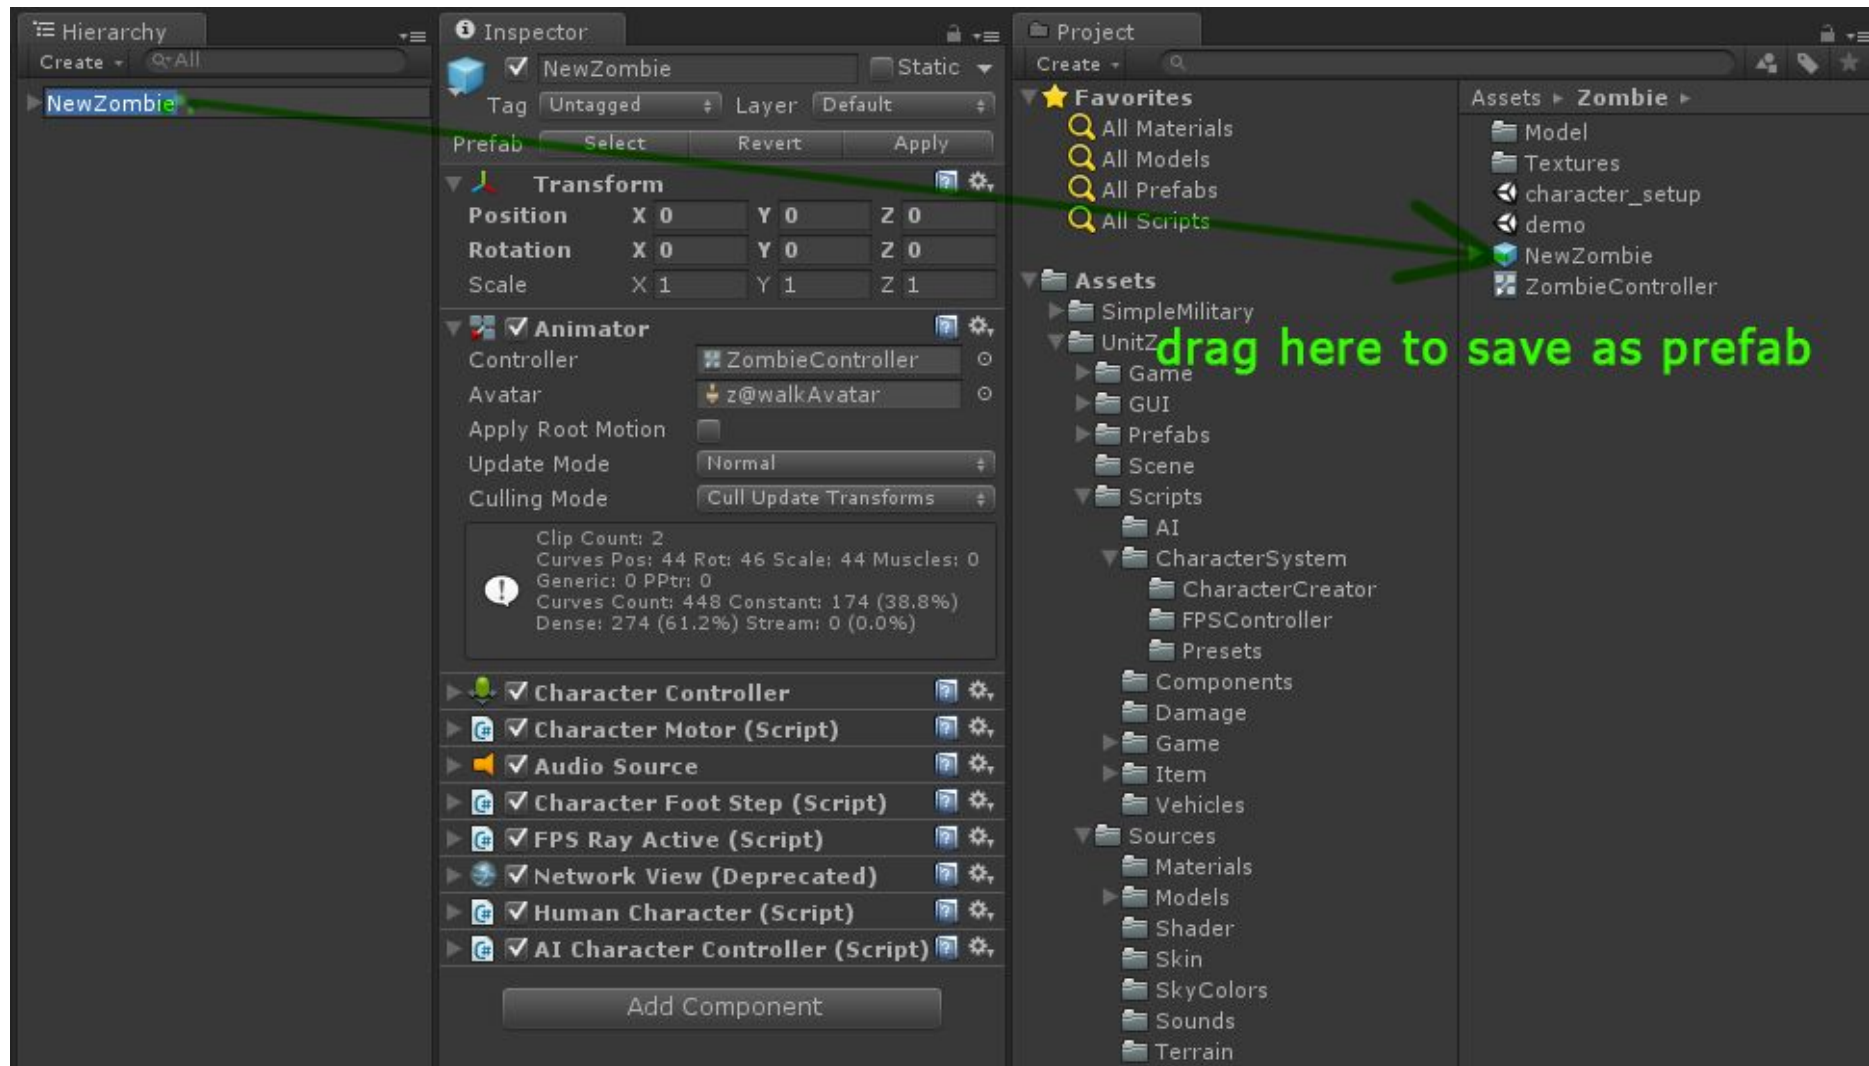 Hierarchy
Create
All
NewZombie
Inspector
NewZombie
Static
Tag Untagged Layer Default
Prefab Select Revert Apply
Transform
Position X 0 Y 0 Z 0
Rotation X 0 Y 0 Z 0
Scale X 1 Y 1 Z 1
Animator
Controller ZombieController
Avatar z@walkAvatar
Apply Root Motion
Update Mode Normal
Culling Mode Cull Update Transforms
Clip Count: 2
Curves Pos: 44 Rot: 46 Scale: 44 Muscles: 0
Generic: 0 PPtr: 0
Curves Count: 448 Constant: 174 (38.8%)
Dense: 274 (61.2%) Stream: 0 (0.0%)
Character Controller
Character Motor (Script)
Audio Source
Character Foot Step (Script)
FPS Ray Active (Script)
Network View (Deprecated)
Human Character (Script)
AI Character Controller (Script)
Add Component
Project
Create
Favorites
All Materials
All Models
All Prefabs
All Scripts
Assets
SimpleMilitary
UnitZ
Game
GUI
Prefabs
Scene
Scripts
AI
CharacterSystem
CharacterCreator
FPSController
Presets
Components
Damage
Game
Item
Vehicles
Sources
Materials
Models
Shader
Skin
SkyColors
Sounds
Terrain
Assets Zombie
Model
Textures
character_setup
demo
NewZombie
ZombieController
drag here to save as prefab